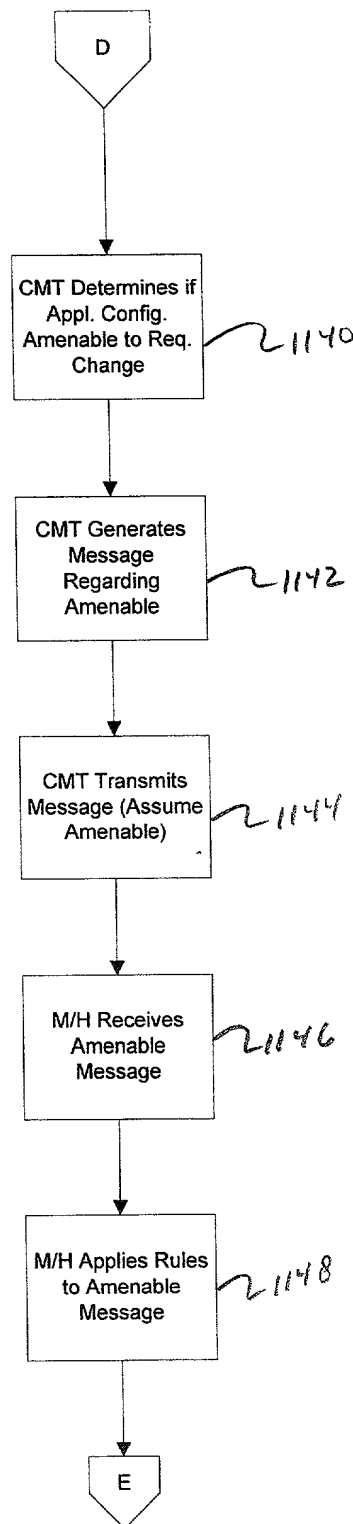 D
CMT Determines if
Appl. Config.
Amenable to Req.
Change
1140
CMT Generates
Message
Regarding
Amenable
1142
CMT Transmits
Message (Assume
Amenable)
1144
M/H Receives
Amenable
Message
1146
M/H Applies Rules
to Amenable
Message
1148
E